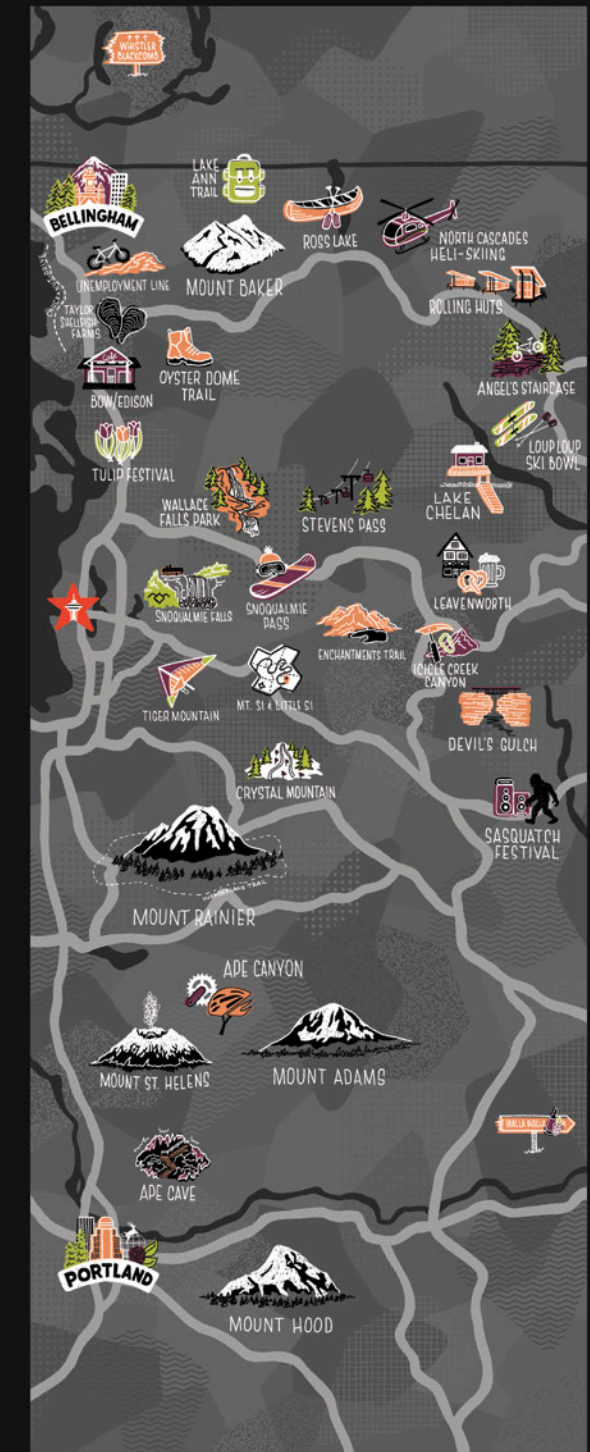 WHISTLER
BLACKCOMB
LAKE
ANN
TRAIL
BELLINGHAM
ROSS LAKE
NORTH CASCADES
HELI-SKIING
UNEMPLOYMENT LINE
MOUNT BAKER
ROLLING HUTS
TAYLOR
SHELLFISH
FARMS
OYSTER DOME
TRAIL
ANGEL'S STAIRCASE
BOW/EDISON
TULIP FESTIVAL
LOUP LOUP
SKI BOWL
WALLACE
FALLS PARK
STEVENS PASS
LAKE
CHELAN
SNOQUALMIE FALLS
SNOQUALMIE
PASS
LEAVENWORTH
ENCHANTMENTS TRAIL
ICICLE CREEK
CANYON
TIGER MOUNTAIN
MT. SI & LITTLE SI
DEVIL'S GULCH
CRYSTAL MOUNTAIN
SASQUATCH
FESTIVAL
WONDERLAND TRAIL
MOUNT RAINIER
APE CANYON
MOUNT ST. HELENS
MOUNT ADAMS
WALLA WALLA
APE CAVE
PORTLAND
MOUNT HOOD